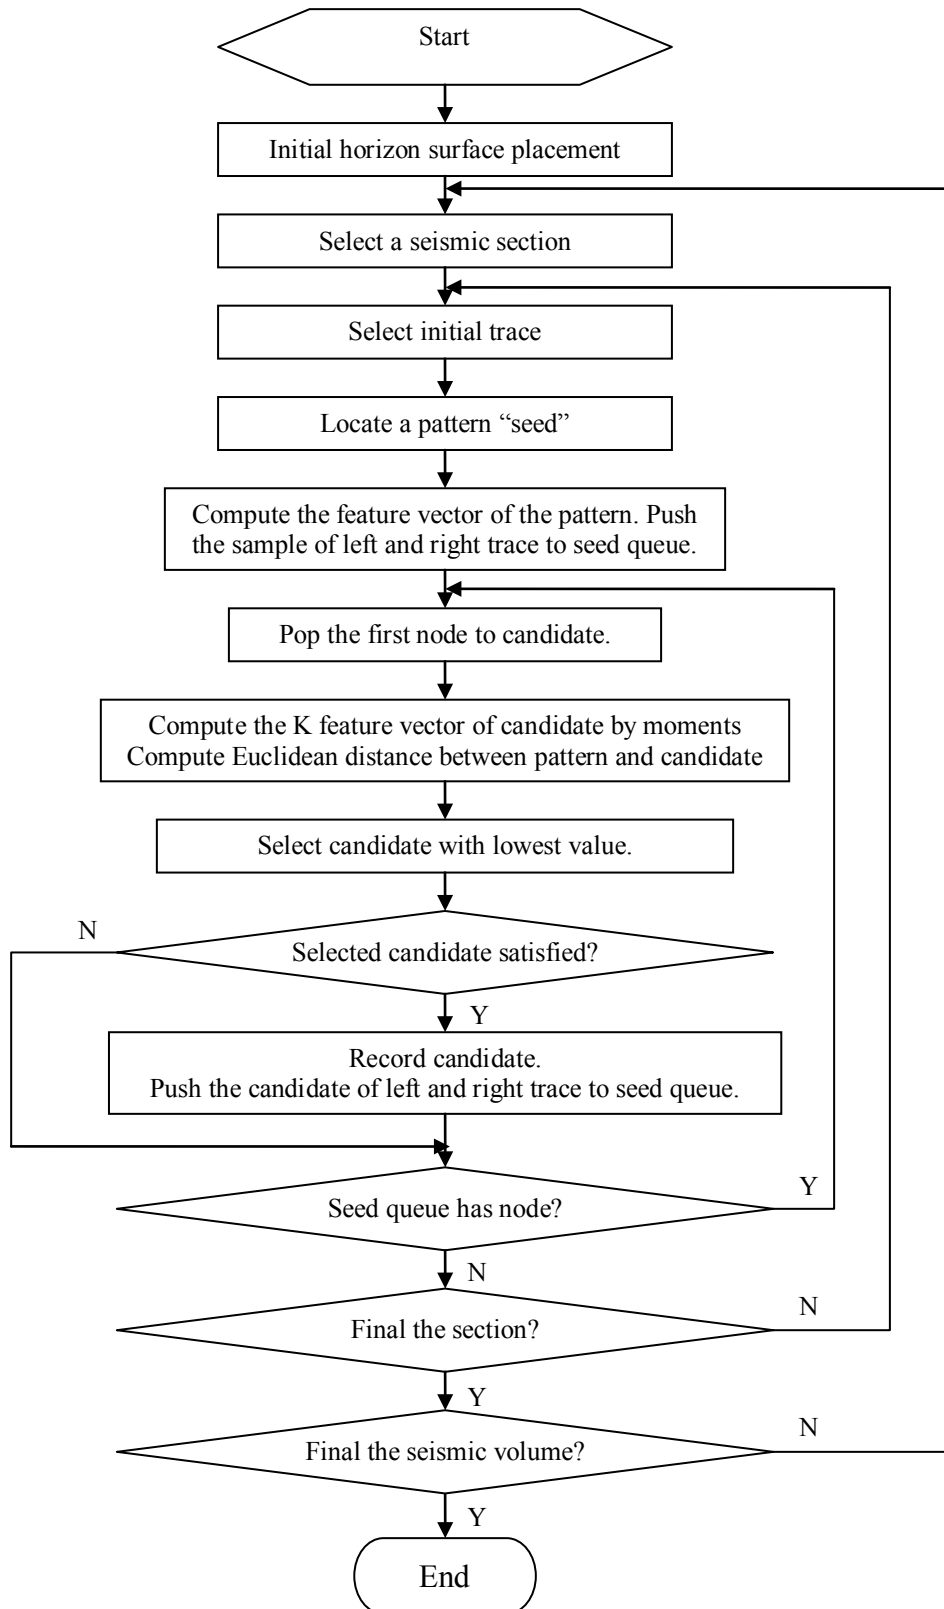 Start
Initial horizon surface placement
Select a seismic section
Select initial trace
Locate a pattern “seed”
Compute the feature vector of the pattern. Push
the sample of left and right trace to seed queue.
Pop the first node to candidate.
Compute the K feature vector of candidate by moments
Compute Euclidean distance between pattern and candidate
Select candidate with lowest value.
N
Selected candidate satisfied?
Y
Record candidate.
Push the candidate of left and right trace to seed queue.
Y
Seed queue has node?
N
N
Final the section?
Y
N
Final the seismic volume?
Y
End